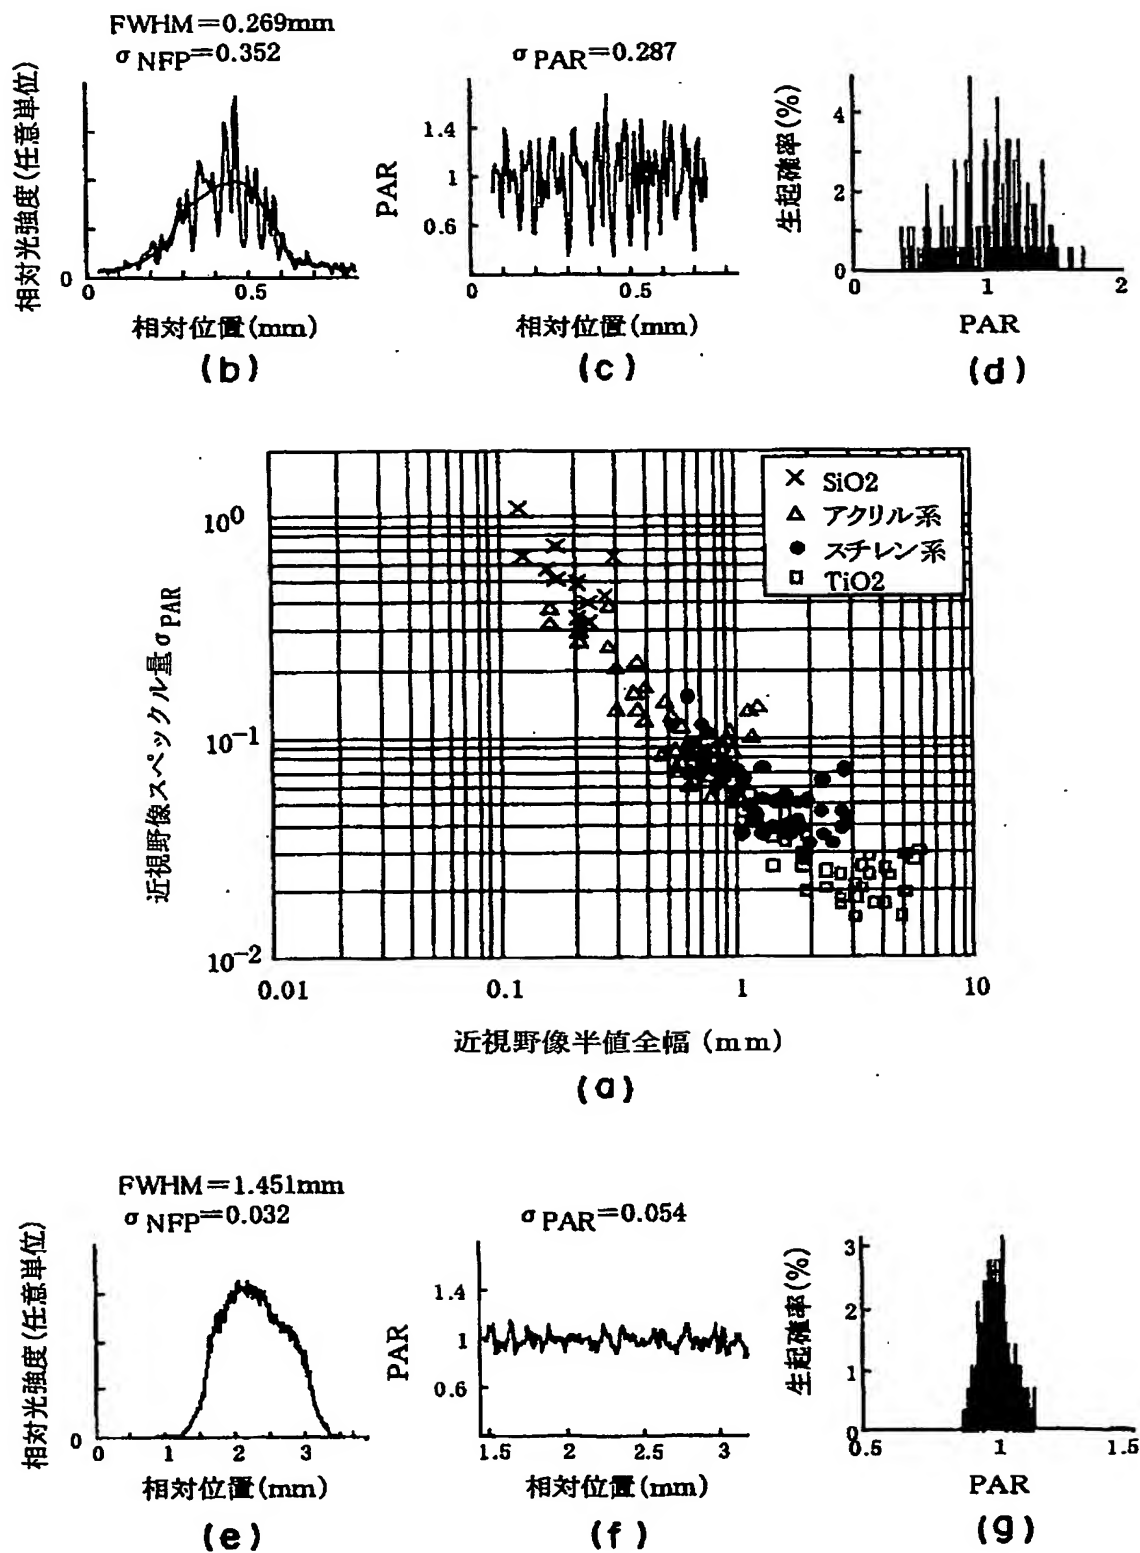 FWHM=0.269mm
σNFP=0.352
相対光強度(任意単位)
0
0
0.5
相対位置(mm)
(b)
σPAR=0.287
PAR
1.4
1
0.6
0
0.5
相対位置(mm)
(c)
生起確率(%)
4
2
0
0
1
2
PAR
(d)
近視野像スペックル量σPAR
10⁰
10⁻¹
10⁻²
0.01
0.1
1
10
SiO2
アクリル系
スチレン系
TiO2
近視野像半値全幅 (mm)
(a)
FWHM=1.451mm
σNFP=0.032
相対光強度(任意単位)
0
0
1
2
3
相対位置(mm)
(e)
σPAR=0.054
PAR
1.4
1
0.6
1.5
2
2.5
3
相対位置(mm)
(f)
生起確率(%)
3
2
1
0
0.5
1
1.5
PAR
(g)